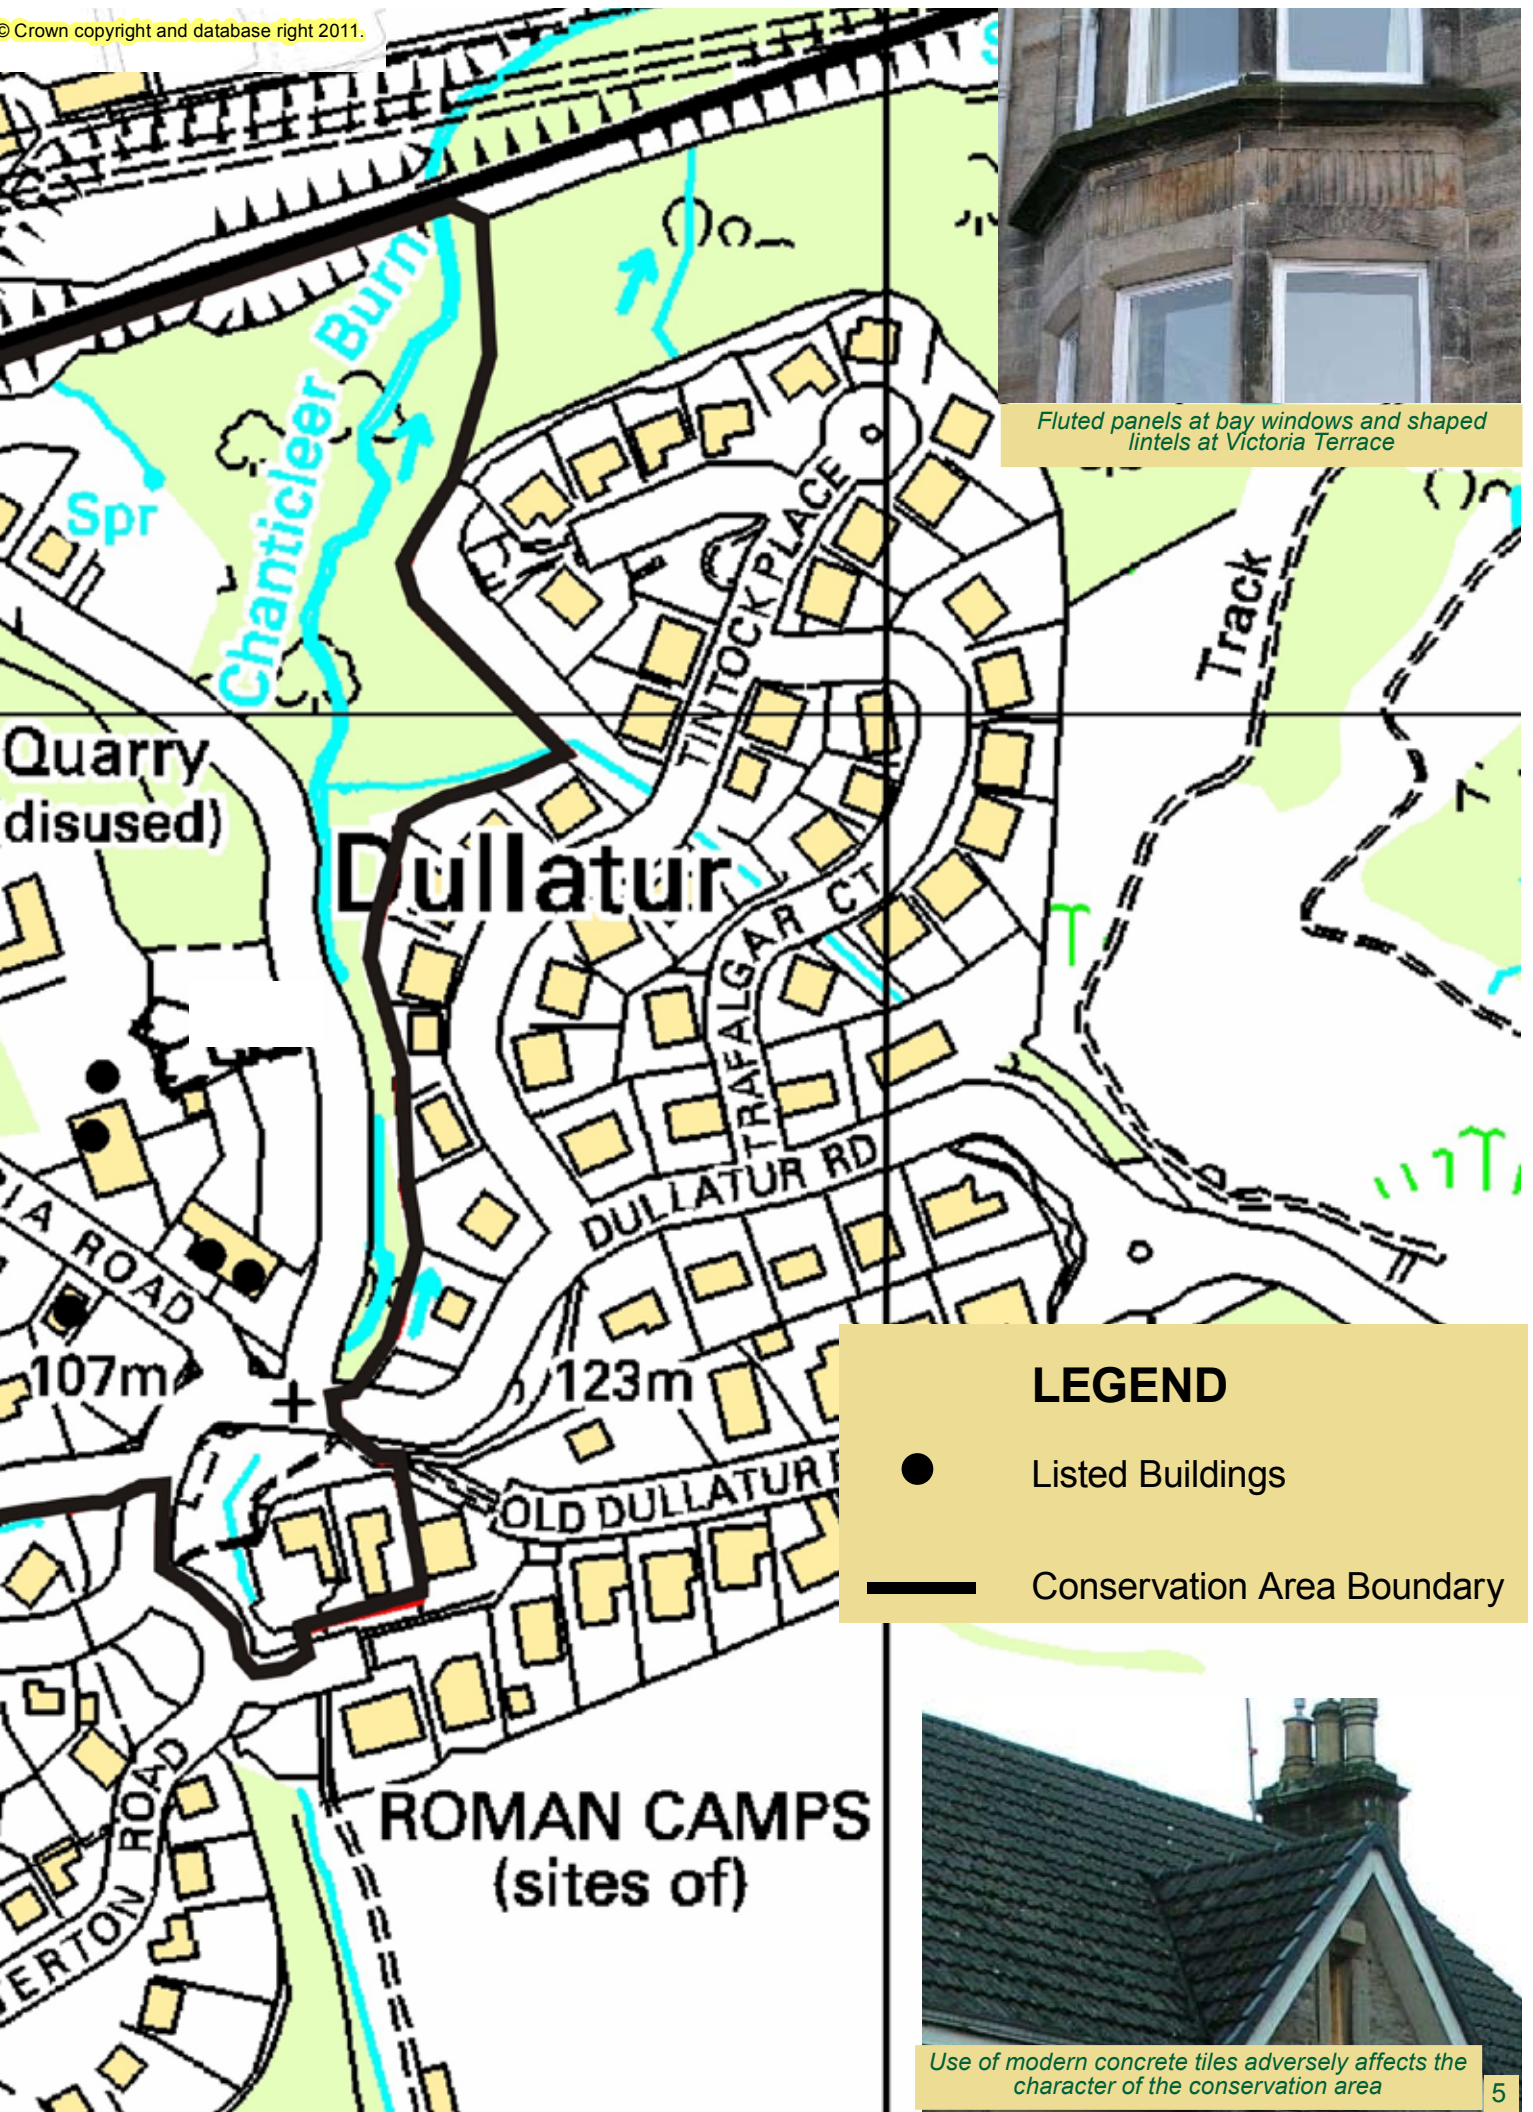 © Crown copyright and database right 2011.
Fluted panels at bay windows and shaped
lintels at Victoria Terrace
Chanticleer Burn
Spr
Track
TINTOCK PLACE
Quarry
(disused)
Dullatur
TRAFALGAR CT
DULLATUR RD
ROAD
107m
123m
OLD DULLATUR
LEGEND
Listed Buildings
Conservation Area Boundary
ROAD
ROMAN CAMPS
(sites of)
Use of modern concrete tiles adversely affects the
character of the conservation area
5